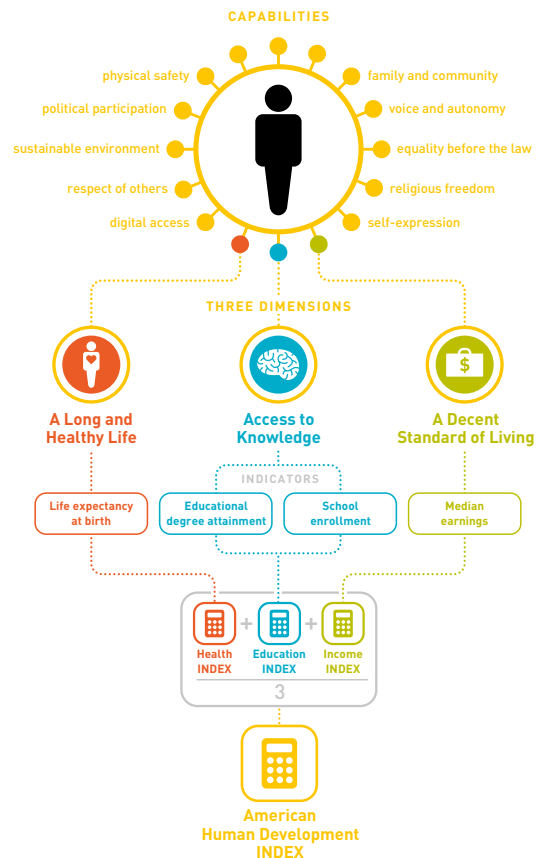 CAPABILITIES
physical safety
family and community
political participation
voice and autonomy
sustainable environment
equality before the law
respect of others
religious freedom
digital access
self-expression
THREE DIMENSIONS
$
A Long and
Healthy Life
Access to
Knowledge
A Decent
Standard of Living
INDICATORS
Life expectancy
at birth
Educational
degree attainment
School
enrollment
Median
earnings
+ +
Health
INDEX
Education
INDEX
Income
INDEX
3
American
Human Development
INDEX